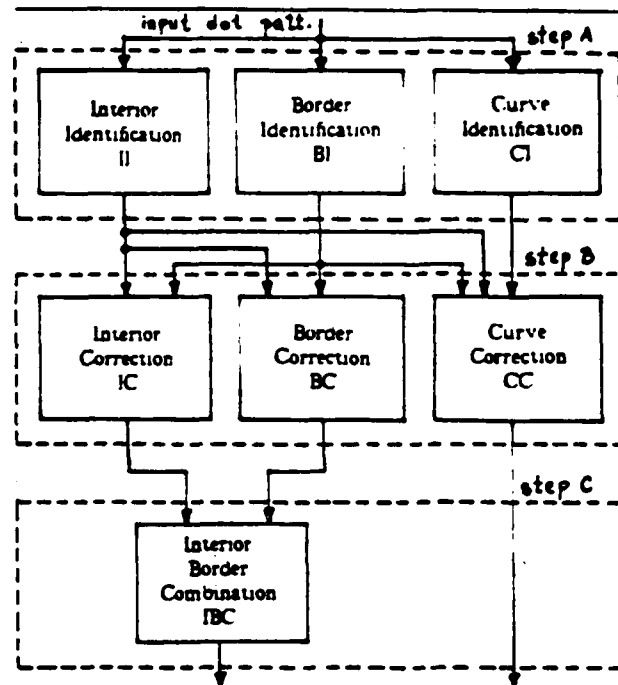 input dot patt.
step A
Interior
Identification
II
Border
Identification
BI
Curve
Identification
CI
step B
Interior
Correction
IC
Border
Correction
BC
Curve
Correction
CC
step C
Interior
Border
Combination
IBC